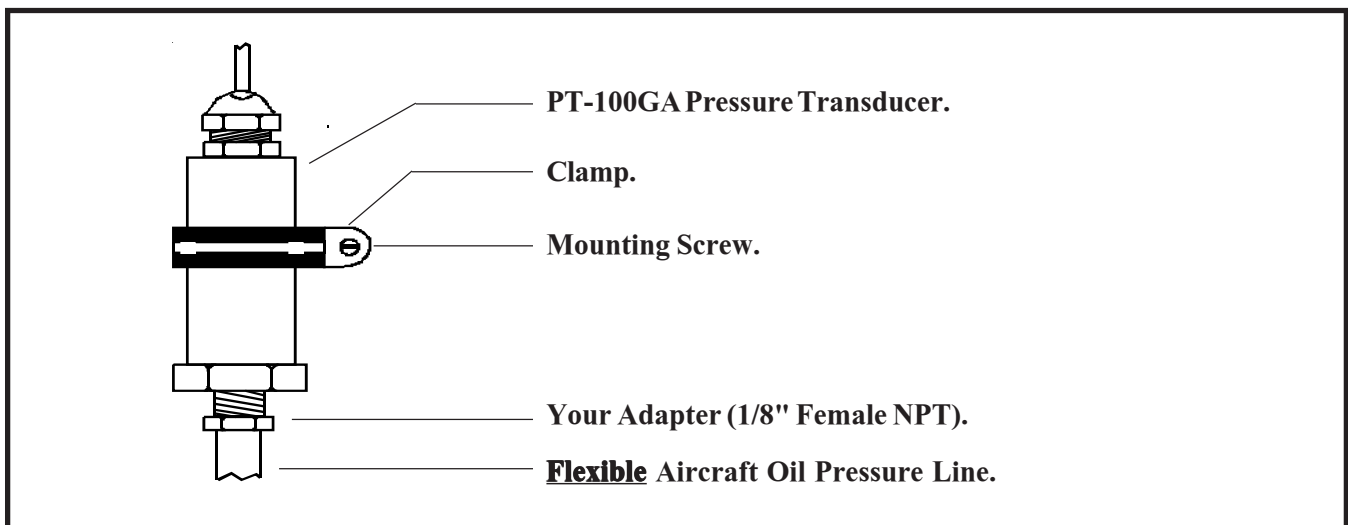 PT-100GA Pressure Transducer.
Clamp.
Mounting Screw.
Your Adapter (1/8" Female NPT).
Flexible Aircraft Oil Pressure Line.